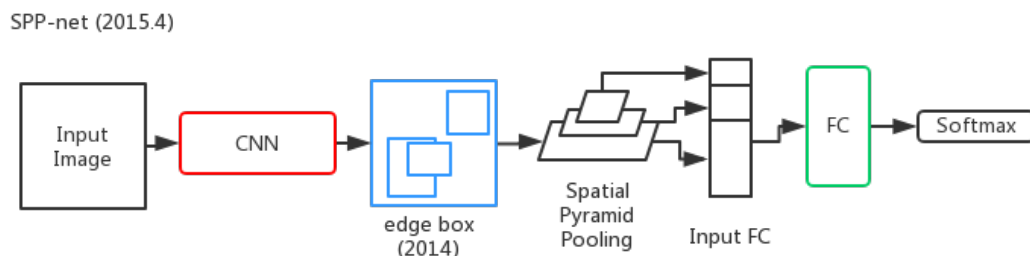 SPP-net (2015.4)
Input
Image
CNN
edge box
(2014)
Spatial
Pyramid
Pooling
Input FC
FC
Softmax